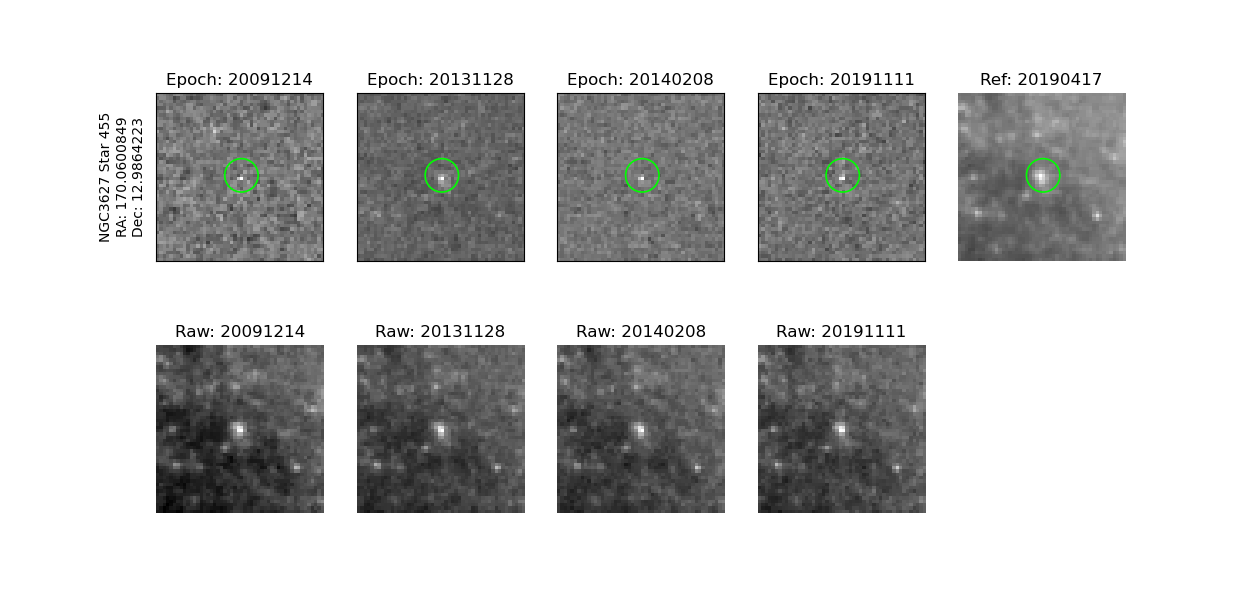 Epoch: 20091214
Epoch: 20131128
Epoch: 20140208
Epoch: 20191111
Ref: 20190417
NGC3627 Star 455
RA: 170.0600849
Dec: 12.9864223
Raw: 20091214
Raw: 20131128
Raw: 20140208
Raw: 20191111